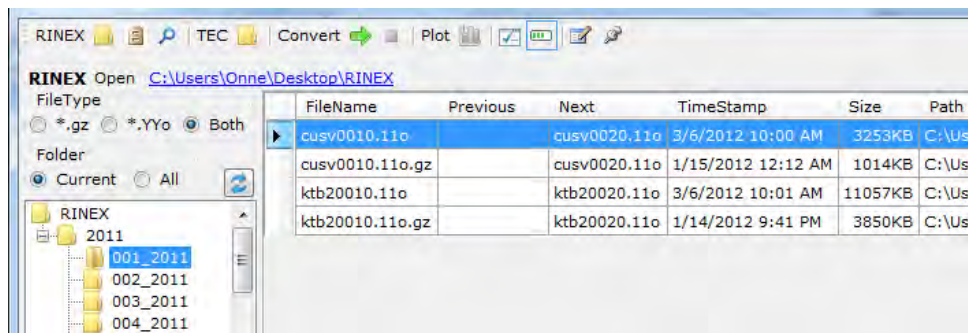 RINEX TEC Convert Plot
RINEX Open C:\Users\Onne\Desktop\RINEX
FileType
*.gz *.YYo Both
Folder
Current All
RINEX
2011
001_2011
002_2011
003_2011
004_2011
FileName Previous Next TimeStamp Size Path
cusv0010.11o cusv0020.11o 3/6/2012 10:00 AM 3253KB C:\Us
cusv0010.11o.gz cusv0020.11o 1/15/2012 12:12 AM 1014KB C:\Us
ktb20010.11o ktb20020.11o 3/6/2012 10:01 AM 11057KB C:\Us
ktb20010.11o.gz ktb20020.11o 1/14/2012 9:41 PM 3850KB C:\Us